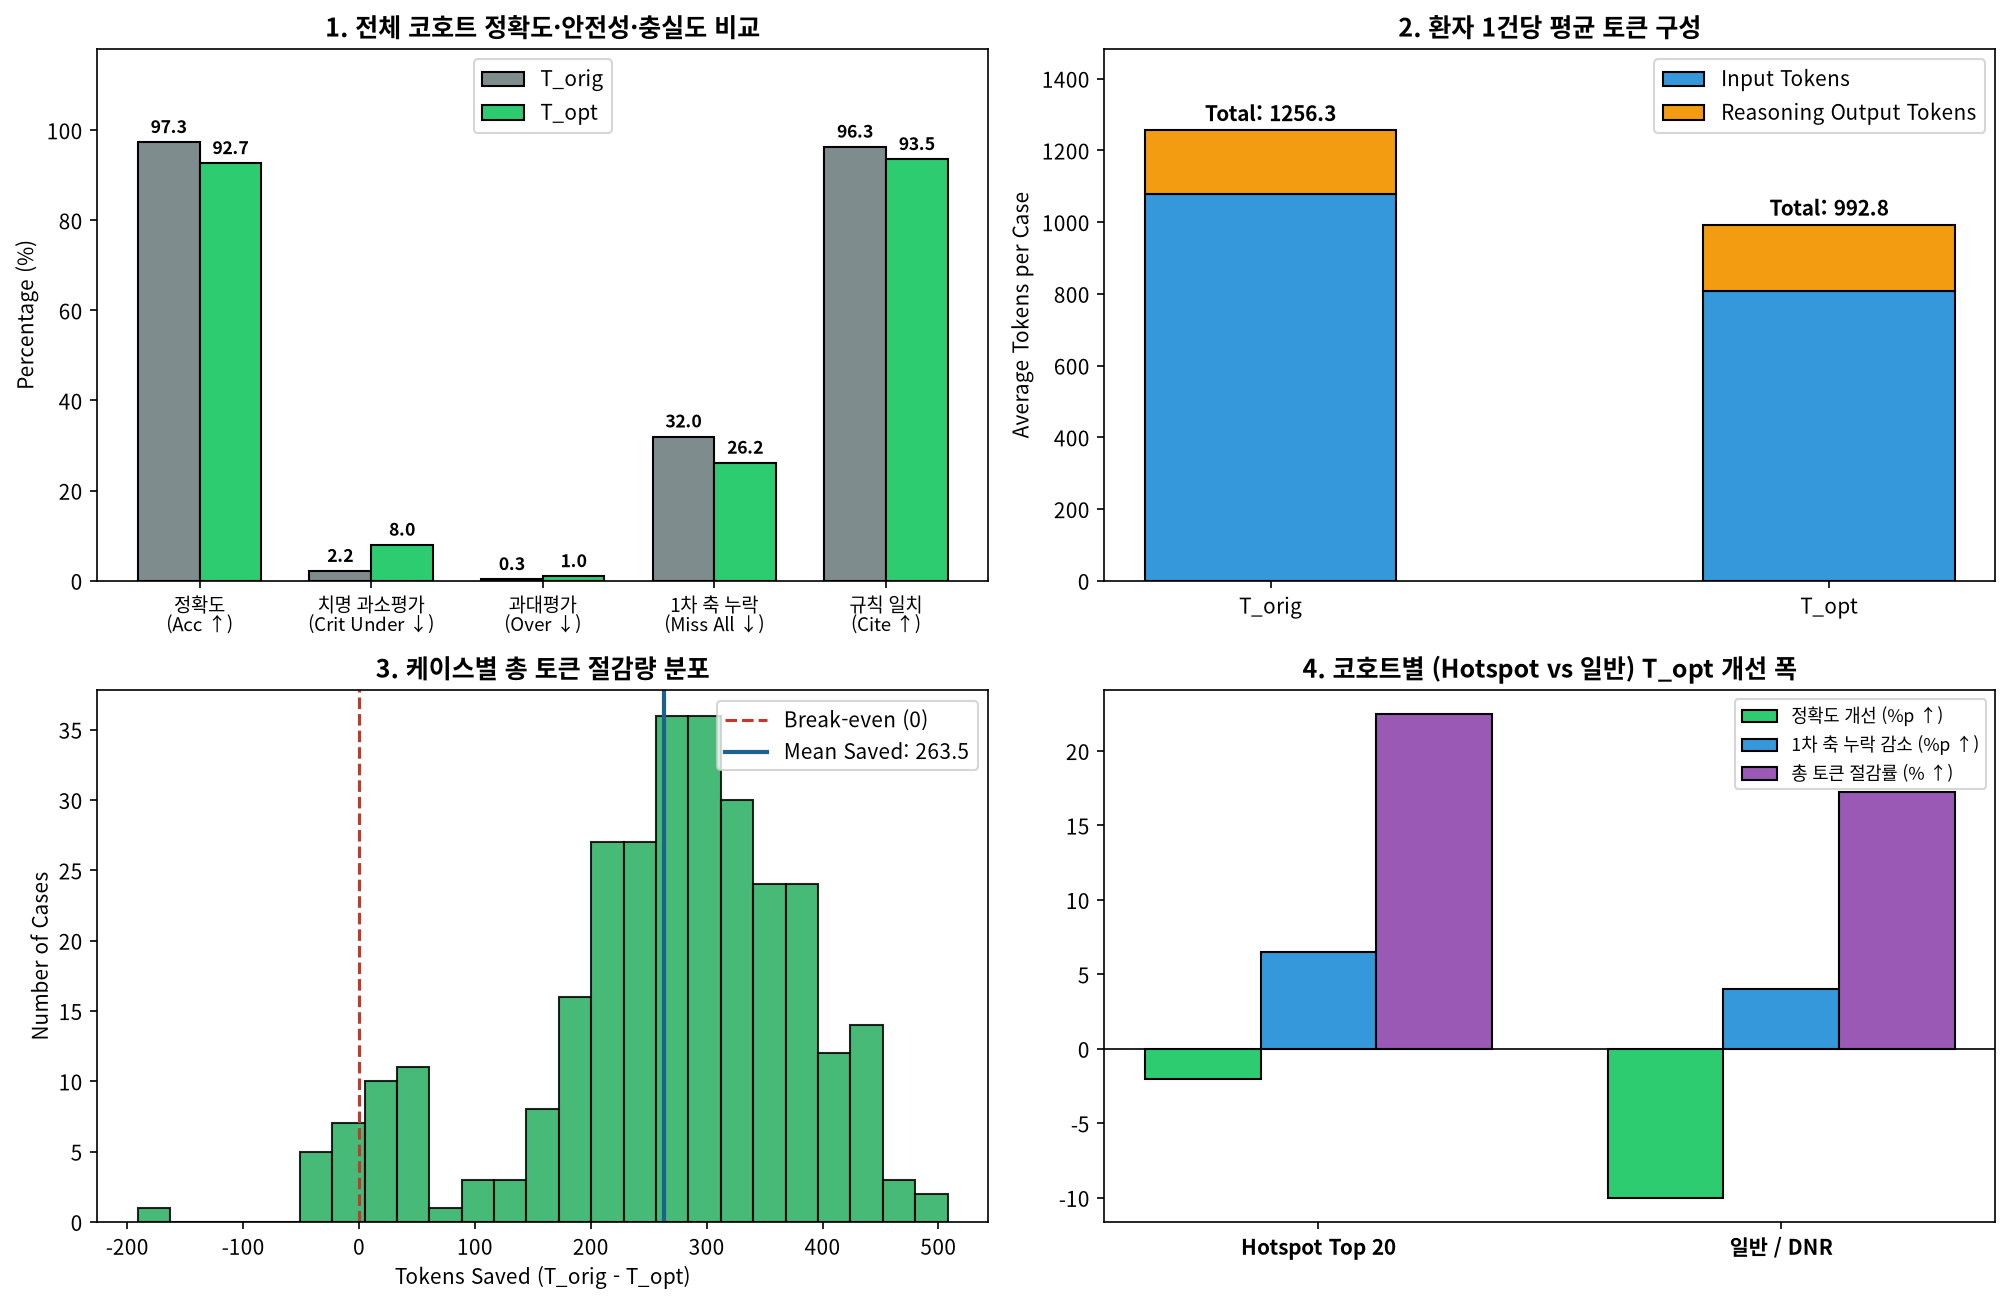 1. 전체 코호트 정확도·안전성·충실도 비교
T_orig
T_opt
Percentage (%)
100
80
60
40
20
0
97.3
92.7
2.2
8.0
0.3
1.0
32.0
26.2
96.3
93.5
정확도
(Acc ↑)
치명 과소평가
(Crit Under ↓)
과대평가
(Over ↓)
1차 축 누락
(Miss All ↓)
규칙 일치
(Cite ↑)
2. 환자 1건당 평균 토큰 구성
Input Tokens
Reasoning Output Tokens
Average Tokens per Case
1400
1200
1000
800
600
400
200
0
Total: 1256.3
Total: 992.8
T_orig
T_opt
3. 케이스별 총 토큰 절감량 분포
Break-even (0)
Mean Saved: 263.5
Number of Cases
35
30
25
20
15
10
5
0
-200
-100
0
100
200
300
400
500
Tokens Saved (T_orig - T_opt)
4. 코호트별 (Hotspot vs 일반) T_opt 개선 폭
정확도 개선 (%p ↑)
1차 축 누락 감소 (%p ↑)
총 토큰 절감률 (% ↑)
20
15
10
5
0
-5
-10
Hotspot Top 20
일반 / DNR